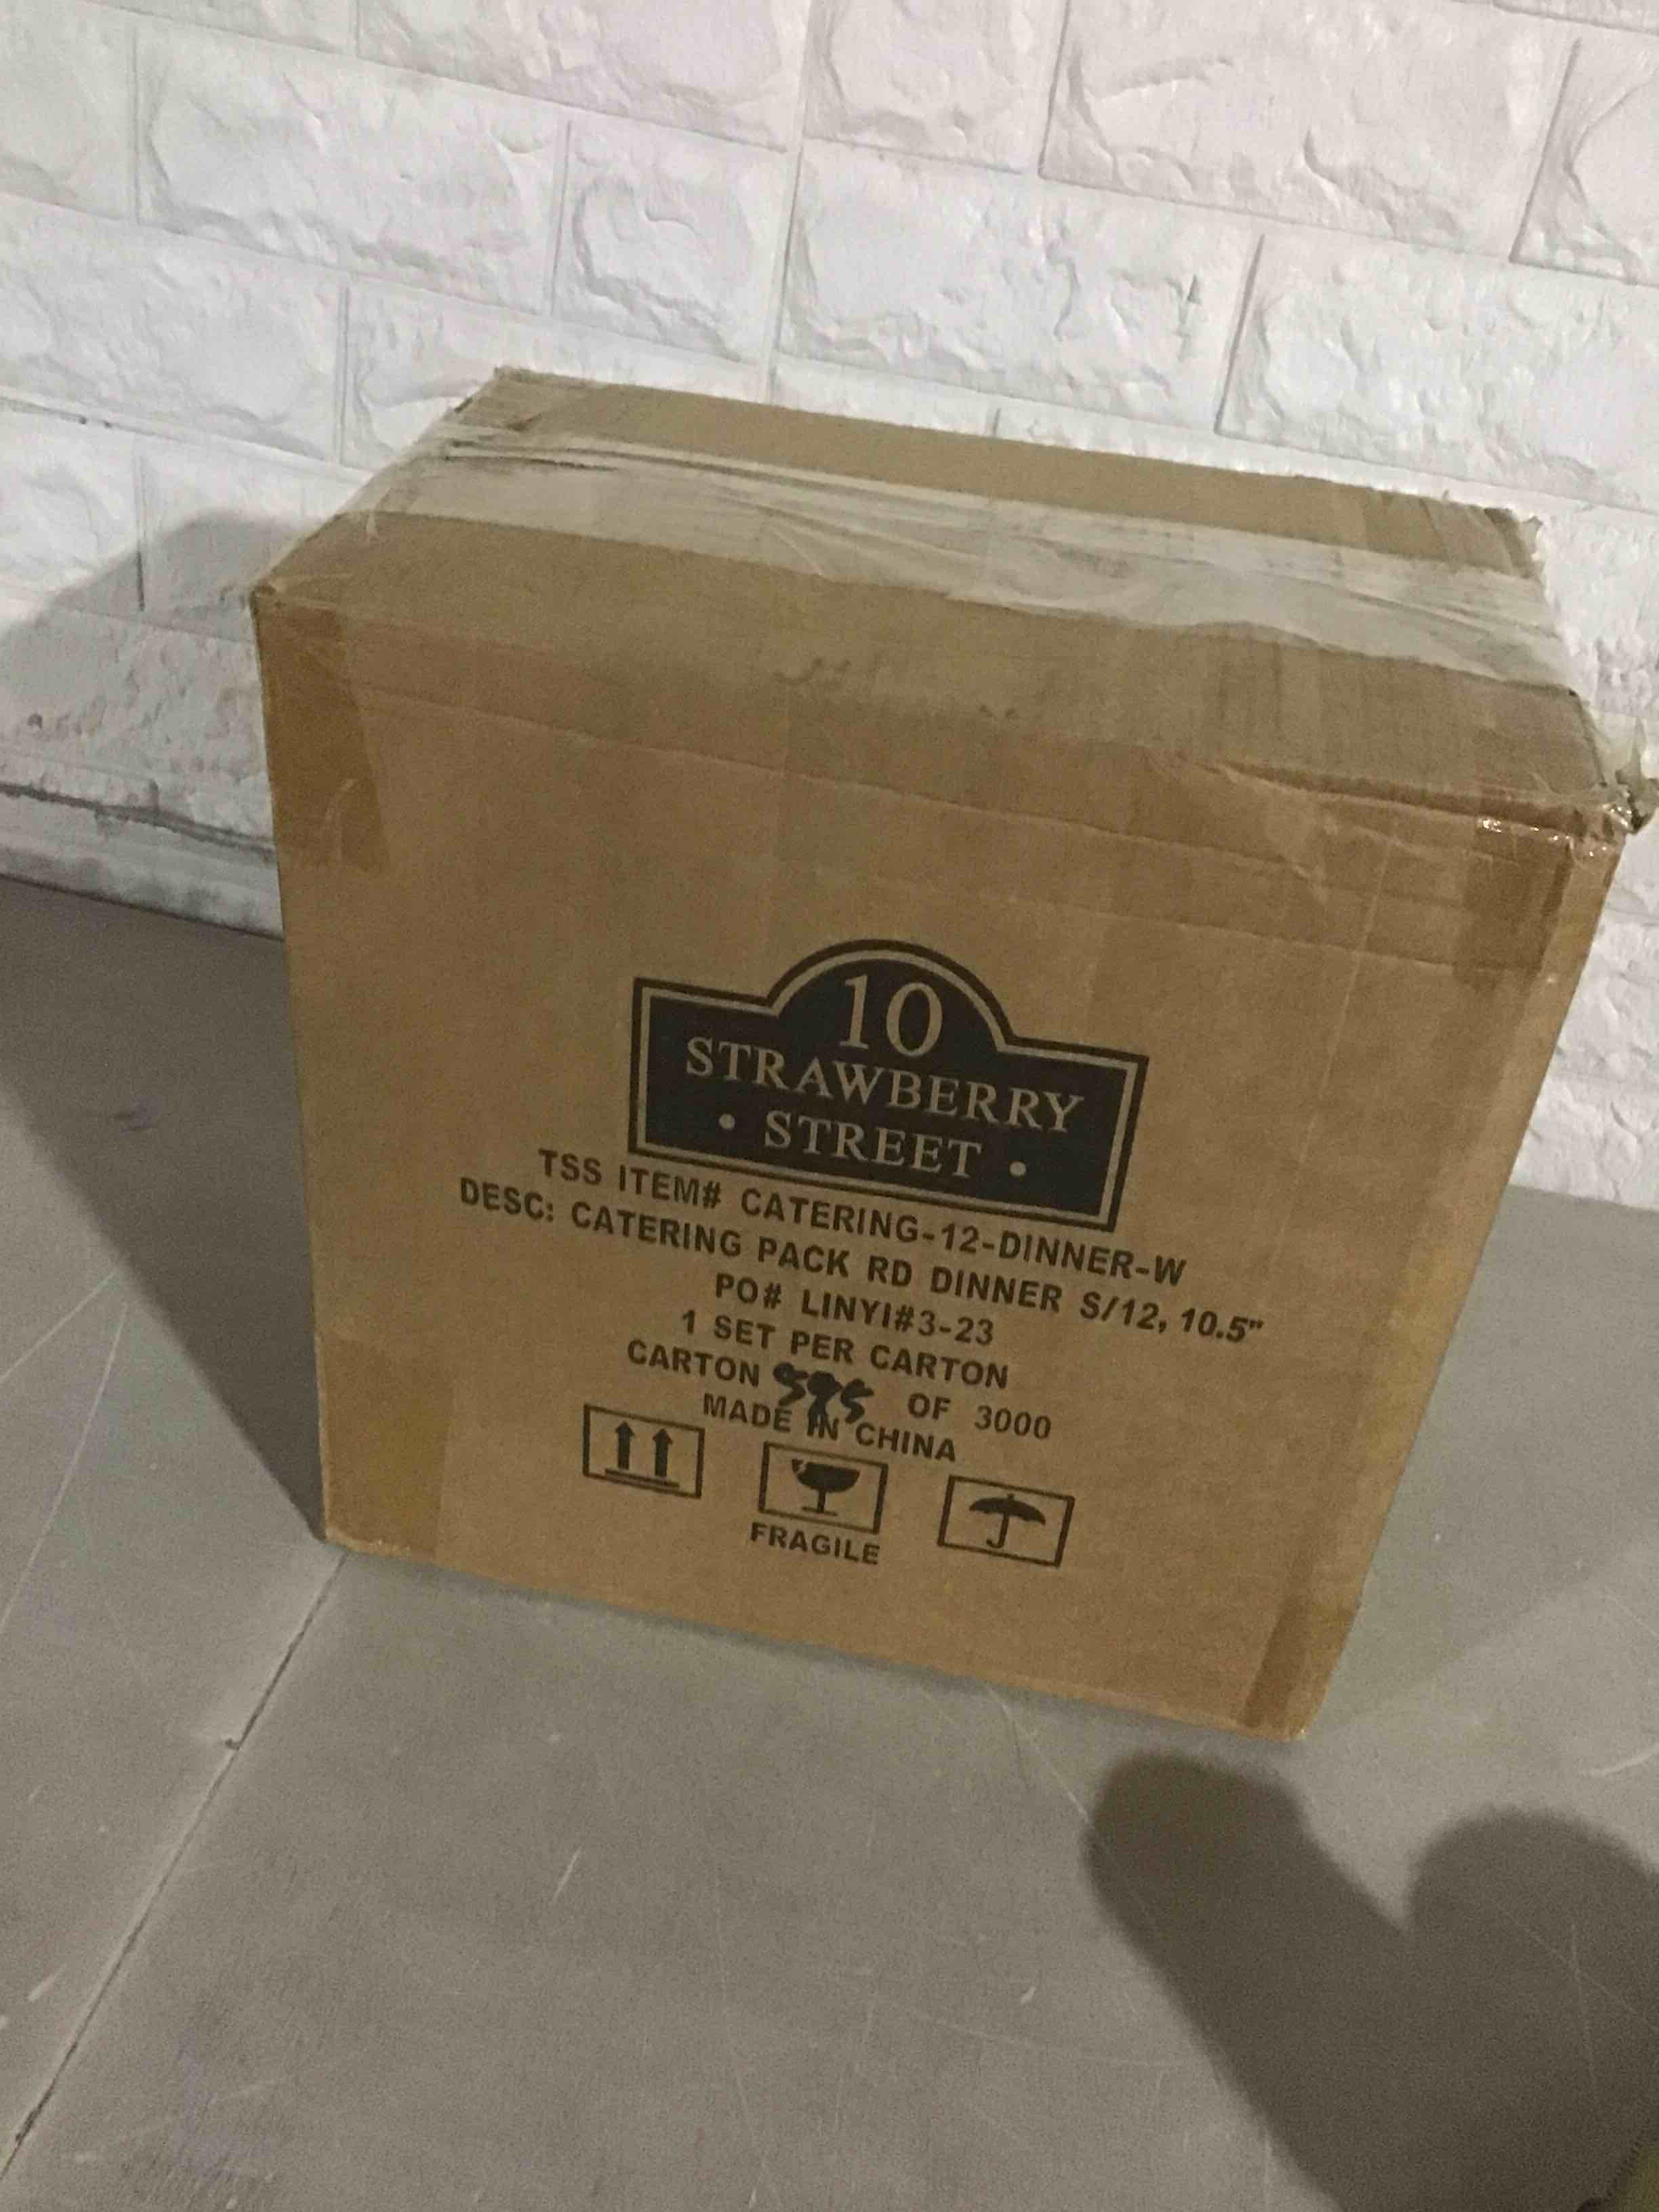 10
STRAWBERRY
• STREET •
TSS ITEM# CATERING-12-DINNER-W
DESC: CATERING PACK RD DINNER S/12, 10.5"
PO# LINYI#3-23
1 SET PER CARTON
CARTON 595 OF 3000
MADE IN CHINA
FRAGILE